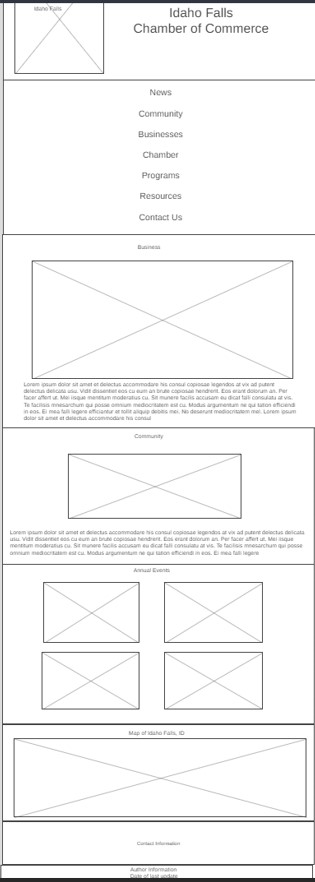 Idaho Falls
Idaho Falls
Chamber of Commerce
News
Community
Businesses
Chamber
Programs
Resources
Contact Us
Business
Lorem ipsum dolor sit amet et delectus accommodare his consul copiosae legendos at vix ad putent
delectus delicata usu. Vidit dissentiet eos cu eum an brute copiosae hendrerit. Eos erant dolorum an. Per
facer affert ut. Mei iisque mentitum moderatius cu. Sit munere facilis accusam eu dicat falli consulatu at vis.
Te facilisis mnesarchum qui posse omnium mediocritatem est cu. Modus argumentum ne qui tation efficiendi
in eos. Ei mea falli legere efficiantur et tollit aliquip debitis mei. No deserunt mediocritatem mei. Lorem ipsum
dolor sit amet et delectus accommodare his consul
Community
Lorem ipsum dolor sit amet et delectus accommodare his consul copiosae legendos at vix ad putent delectus delicata usu.
Vidit dissentiet eos cu eum an brute copiosae hendrerit. Eos erant dolorum an. Per facer affert ut. Mei iisque
mentitum moderatius cu. Sit munere facilis accusam eu dicat falli consulatu at vis. Te facilisis mnesarchum qui posse
omnium mediocritatem est cu. Modus argumentum ne qui tation efficiendi in eos. Ei mea falli legere
Annual Events
Map of Idaho Falls, ID
Contact Information
Author Information
Date of last update